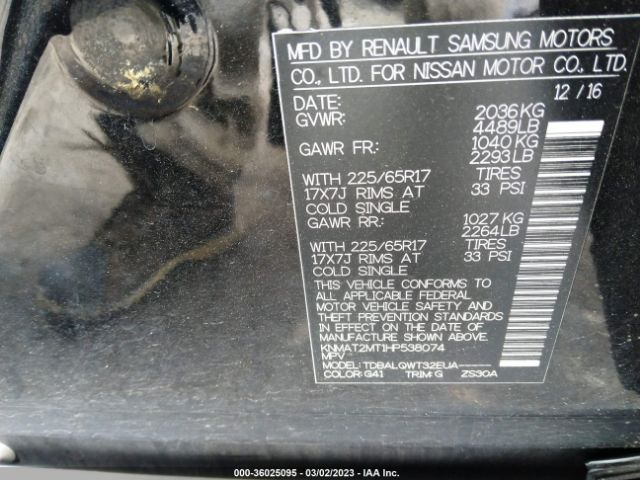 MFD BY RENAULT SAMSUNG MOTORS
CO., LTD. FOR NISSAN MOTOR CO., LTD.
DATE: 12 / 16
GVWR: 2036KG
4489LB
GAWR FR: 1040 KG
2293LB
WITH 225/65R17 TIRES
17X7J RIMS AT 33 PSI
COLD SINGLE
GAWR RR: 1027 KG
2264LB
WITH 225/65R17 TIRES
17X7J RIMS AT 33 PSI
COLD SINGLE
THIS VEHICLE CONFORMS TO
ALL APPLICABLE FEDERAL
MOTOR VEHICLE SAFETY AND
THEFT PREVENTION STANDARDS
IN EFFECT ON THE DATE OF
MANUFACTURE SHOWN ABOVE.
KNMAT2MT1HP538074
MPV
MODEL: TDBALQWT32EUA------
COLOR: G41 TRIM: G ZS30A
000-36025095 - 03/02/2023 - IAA Inc.